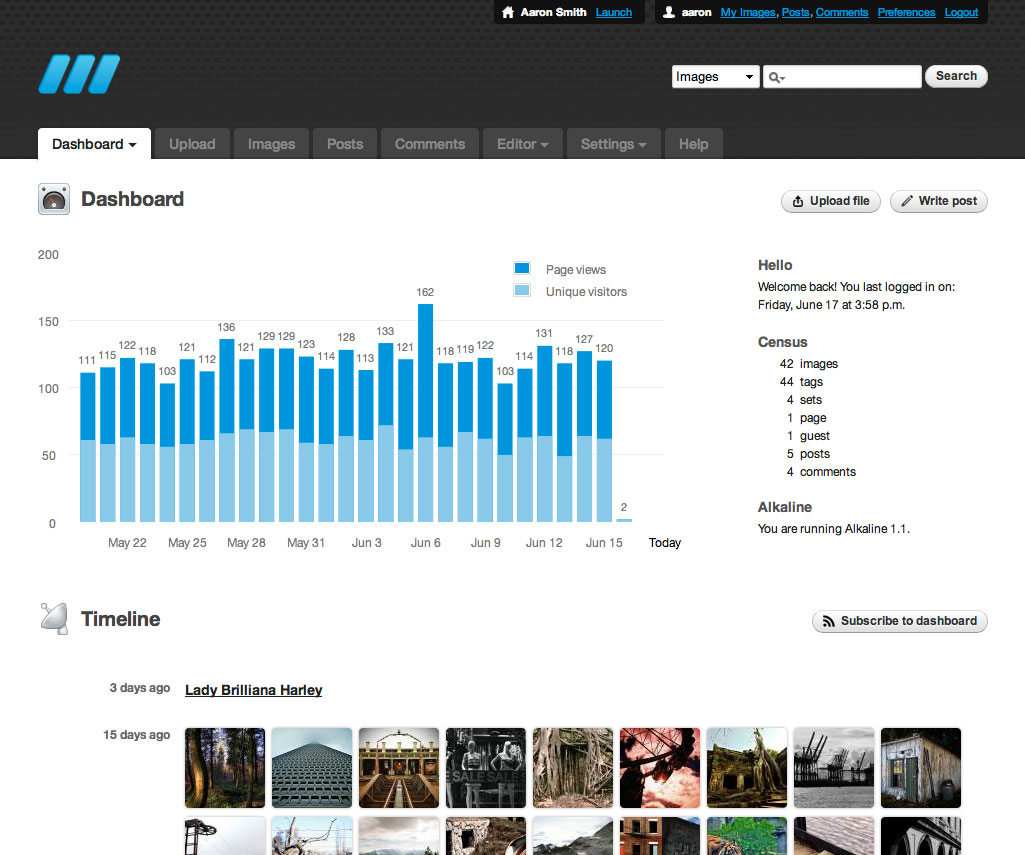 Aaron Smith Launch aaron My Images, Posts, Comments Preferences Logout
Images Search
Dashboard Upload Images Posts Comments Editor Settings Help
Dashboard
Upload file Write post
200
150
100
50
0
Page views
Unique visitors
111 115 122 118 103 121 112 136 121 129 129 123 114 128 113 133 121 162 118 119 122 103 114 131 118 127 120 2
May 22 May 25 May 28 May 31 Jun 3 Jun 6 Jun 9 Jun 12 Jun 15 Today
Hello
Welcome back! You last logged in on:
Friday, June 17 at 3:58 p.m.
Census
42 images
44 tags
4 sets
1 page
1 guest
5 posts
4 comments
Alkaline
You are running Alkaline 1.1.
Timeline
Subscribe to dashboard
3 days ago Lady Brilliana Harley
15 days ago
SALE SALE